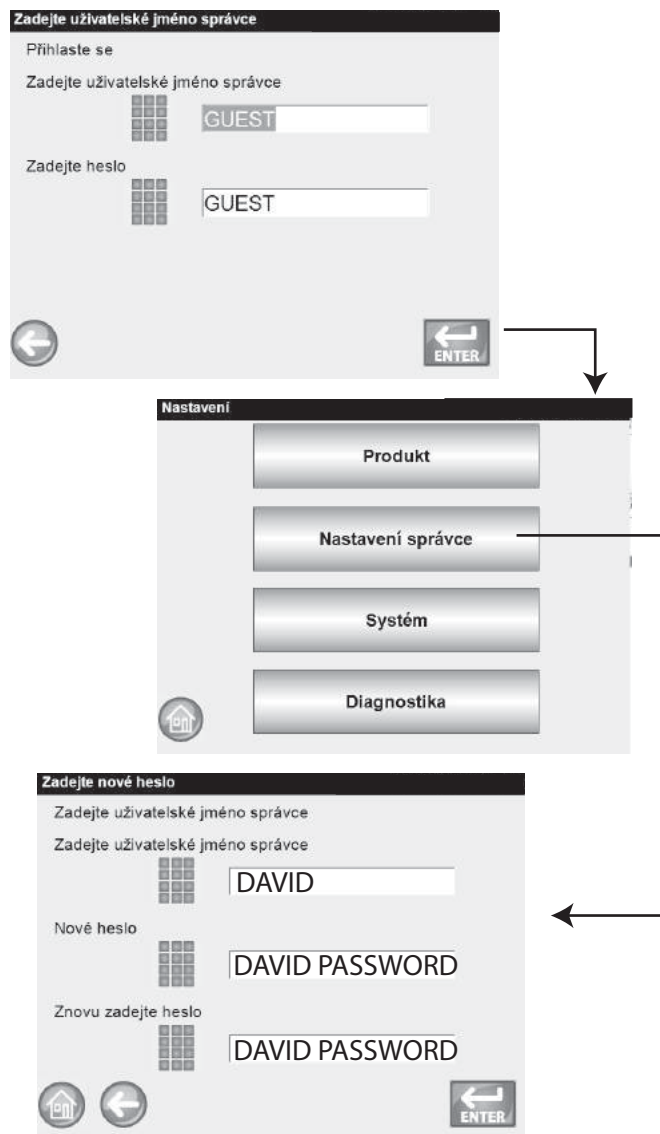 Zadejte uživatelské jméno správce
Přihlaste se
Zadejte uživatelské jméno správce
GUEST
Zadejte heslo
GUEST
ENTER
Nastavení
Produkt
Nastavení správce
Systém
Diagnostika
Zadejte nové heslo
Zadejte uživatelské jméno správce
Zadejte uživatelské jméno správce
DAVID
Nové heslo
DAVID PASSWORD
Znovu zadejte heslo
DAVID PASSWORD
ENTER